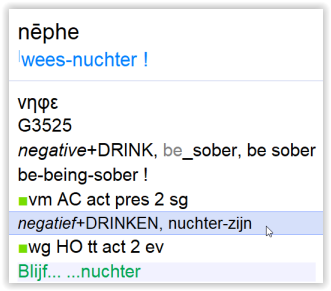 nēphe
wees-nuchter !
νηφε
G3525
negative+DRINK, be_sober, be sober
be-being-sober !
vm AC act pres 2 sg
negatief+DRINKEN, nuchter-zijn
wg HO tt act 2 ev
Blijf... ...nuchter